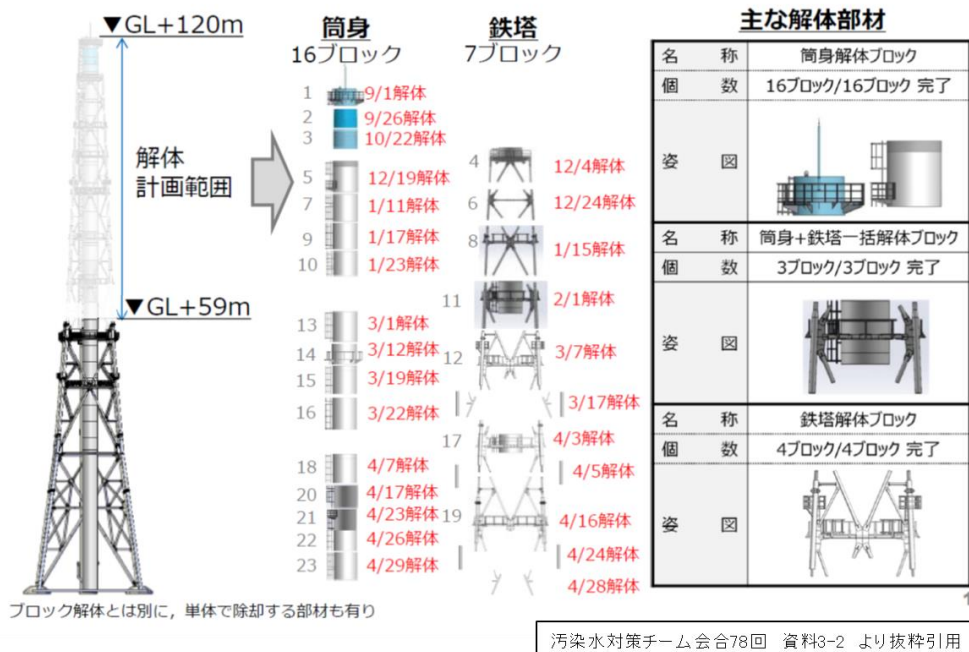 ▼GL+120m
解体
計画範囲
▼GL+59m
筒身
16ブロック
1 9/1解体
2 9/26解体
3 10/22解体
5 12/19解体
7 1/11解体
9 1/17解体
10 1/23解体
13 3/1解体
14 3/12解体
15 3/19解体
16 3/22解体
18 4/7解体
20 4/17解体
21 4/23解体
22 4/26解体
23 4/29解体
鉄塔
7ブロック
4 12/4解体
6 12/24解体
8 1/15解体
11 2/1解体
12 3/7解体
3/17解体
17 4/3解体
4/5解体
19 4/16解体
4/24解体
4/28解体
主な解体部材
名称 筒身解体ブロック
個数 16ブロック/16ブロック 完了
姿図
名称 筒身+鉄塔一括解体ブロック
個数 3ブロック/3ブロック 完了
姿図
名称 鉄塔解体ブロック
個数 4ブロック/4ブロック 完了
姿図
ブロック解体とは別に，単体で除却する部材も有り
汚染水対策チーム会合78回 資料3-2 より抜粋引用